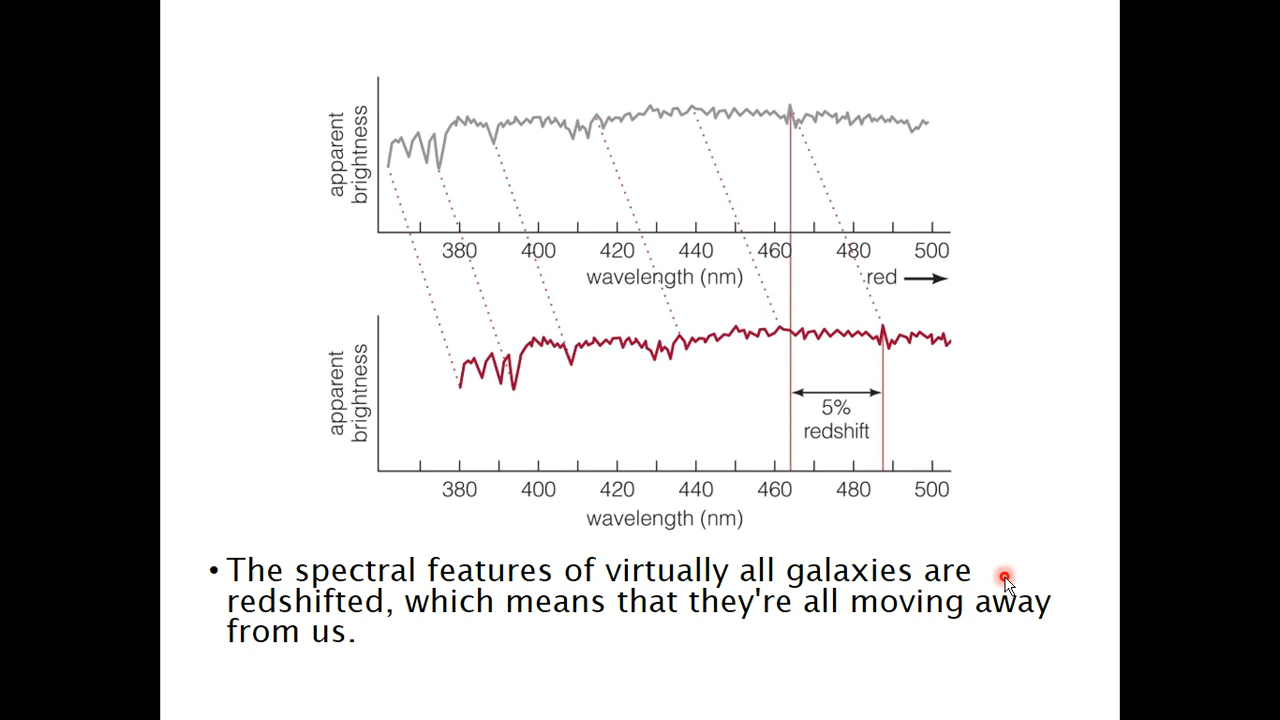 apparent
brightness
380 400 420 440 460 480 500
wavelength (nm)
red
apparent
brightness
5%
redshift
380 400 420 440 460 480 500
wavelength (nm)
• The spectral features of virtually all galaxies are
redshifted, which means that they're all moving away
from us.